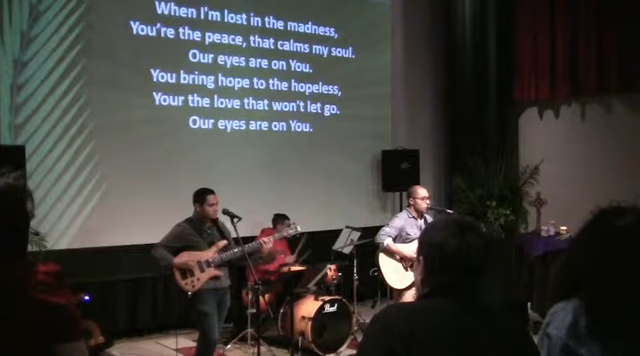 When I'm lost in the madness,
You're the peace, that calms my soul.
Our eyes are on You.
You bring hope to the hopeless,
Your the love that won't let go.
Our eyes are on You.
Pearl